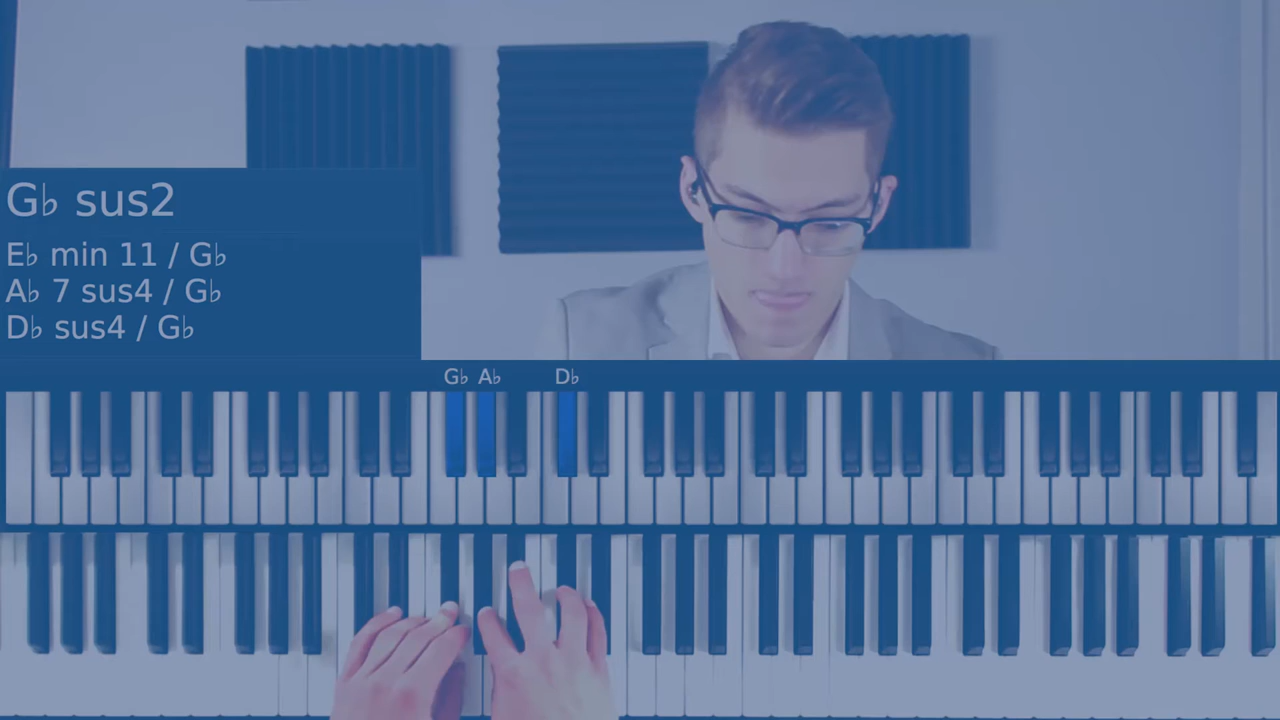 G♭ sus2
E♭ min 11 / G♭
A♭ 7 sus4 / G♭
D♭ sus4 / G♭
G♭ A♭ D♭